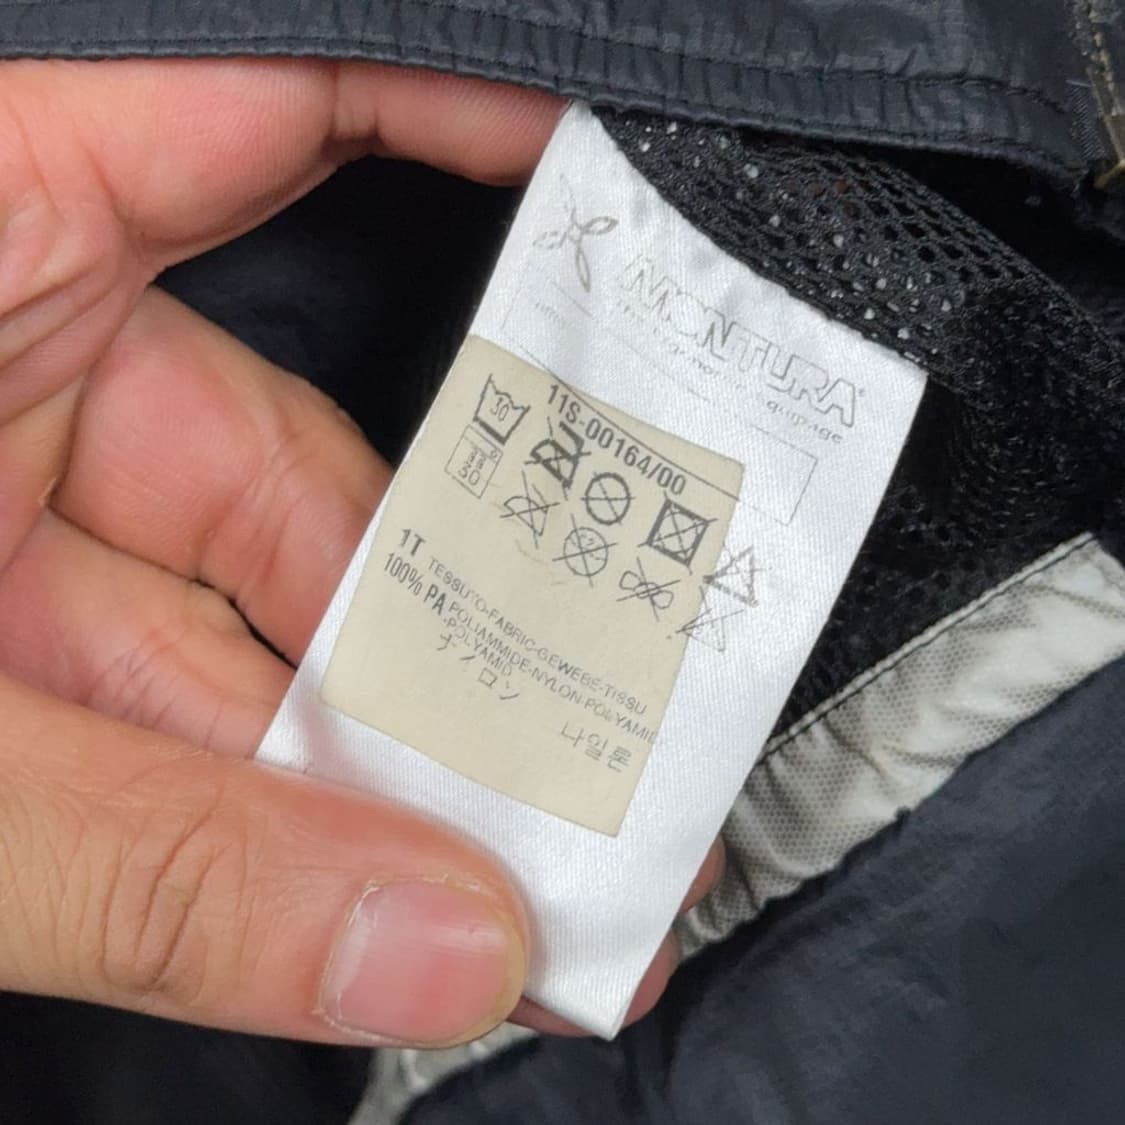 MONTURA®
30
11S-00164/00
30
1T TESSUTO-FABRIC-GEWEBE-TISSU
100% PA POLIAMMIDE-NYLON-POLYAMID
-POLYAMID
ナイロン
나일론